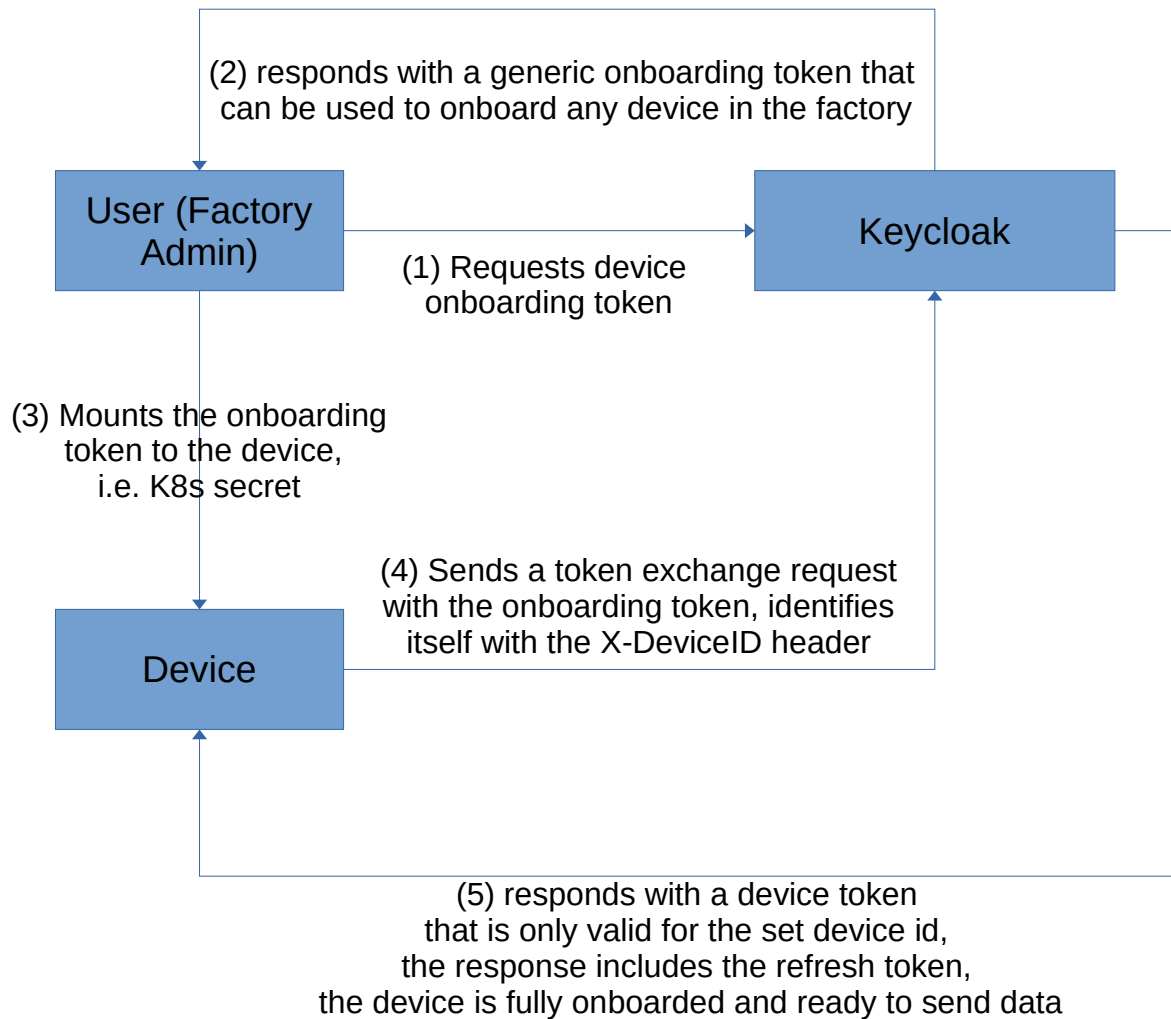 (2) responds with a generic onboarding token that
can be used to onboard any device in the factory
User (Factory
Admin)
Keycloak
(1) Requests device
onboarding token
(3) Mounts the onboarding
token to the device,
i.e. K8s secret
(4) Sends a token exchange request
with the onboarding token, identifies
itself with the X-DeviceID header
Device
(5) responds with a device token
that is only valid for the set device id,
the response includes the refresh token,
the device is fully onboarded and ready to send data